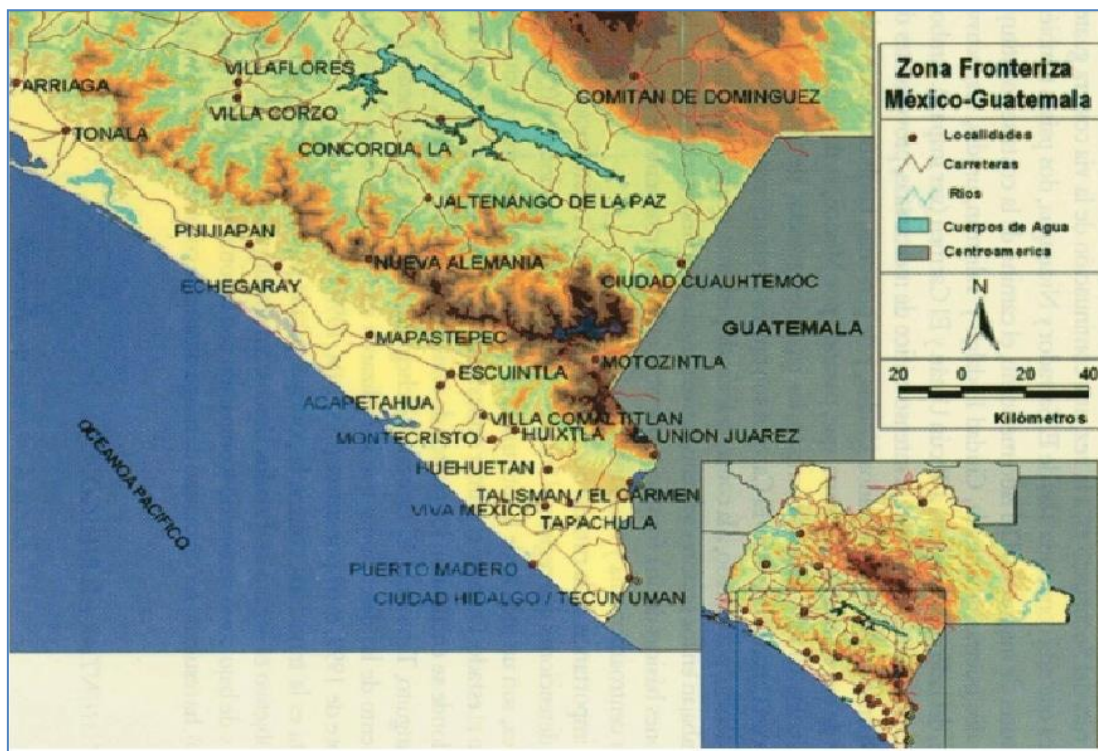 VILLAFLORES
ARRIAGA
VILLA CORZO
COMITAN DE DOMINGUEZ
TONALA
CONCORDIA, LA
JALTENANGO DE LA PAZ
PIJIJIAPAN
NUEVA ALEMANIA
ECHEGARAY
CIUDAD CUAUHTEMOC
GUATEMALA
MAPASTEPEC
MOTOZINTLA
ESCUINTLA
ACAPETAHUA
VILLA COMALTITLAN
MONTECRISTO
HUIXTLA
UNION JUAREZ
HUEHUETAN
TALISMAN / EL CARMEN
VIVA MEXICO
TAPACHULA
PUERTO MADERO
CIUDAD HIDALGO / TECUN UMAN
OCEANOA PACIFICO
Zona Fronteriza
México-Guatemala
Localidades
Carreteras
Ríos
Cuerpos de Agua
Centroamerica
N
20 0 20 40
Kilómetros